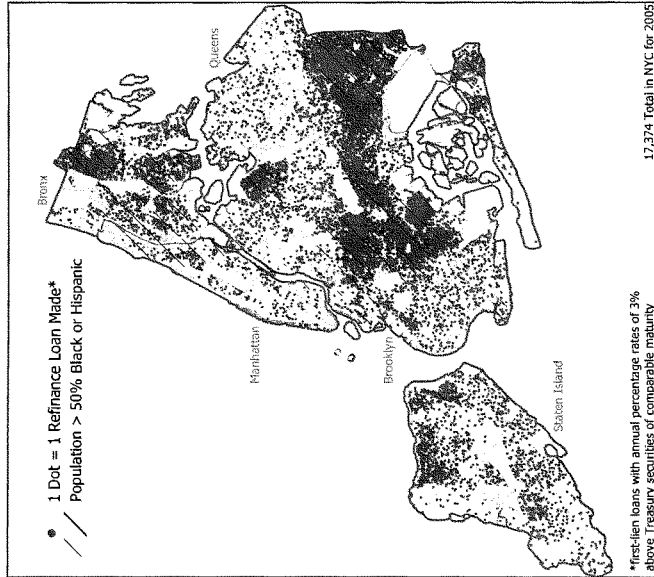 1 Dot = 1 Refinance Loan Made*
Population > 50% Black or Hispanic
Bronx
Queens
Manhattan
Brooklyn
Staten Island
*first-lien loans with annual percentage rates of 3%
above Treasury securities of comparable maturity
17,374 Total in NYC for 2005